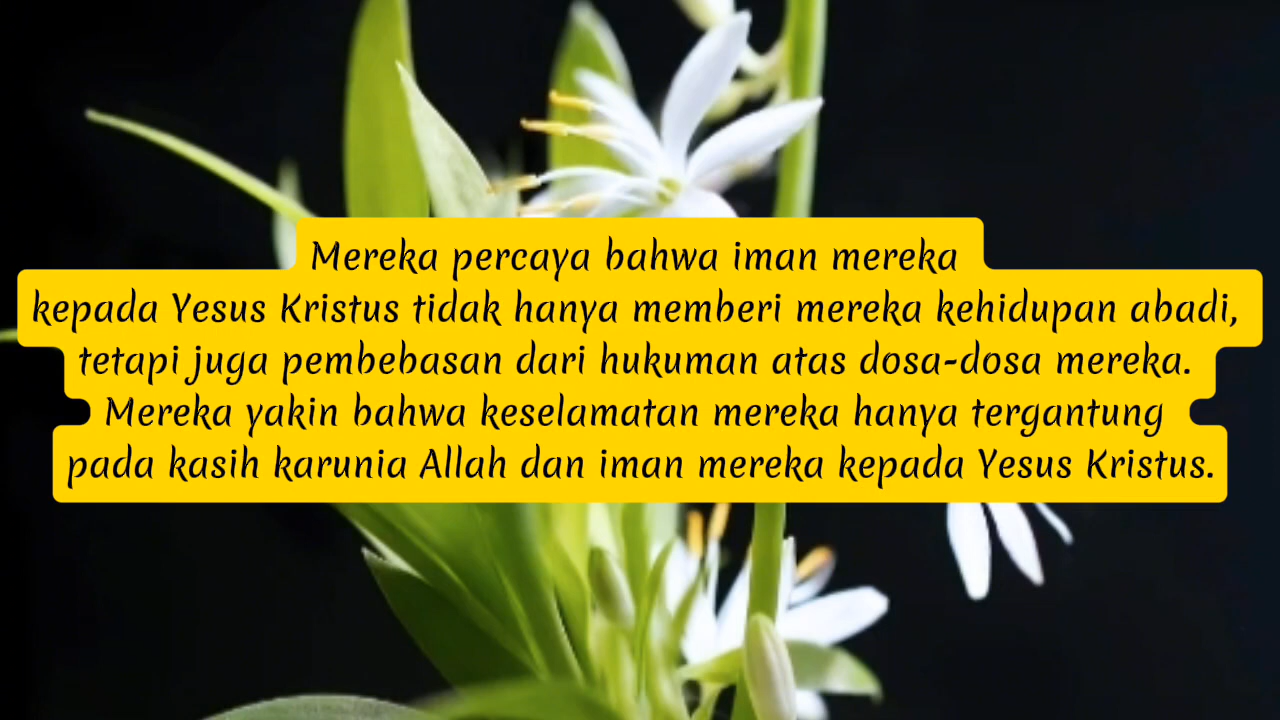 Mereka percaya bahwa iman mereka
kepada Yesus Kristus tidak hanya memberi mereka kehidupan abadi,
tetapi juga pembebasan dari hukuman atas dosa-dosa mereka.
Mereka yakin bahwa keselamatan mereka hanya tergantung
pada kasih karunia Allah dan iman mereka kepada Yesus Kristus.